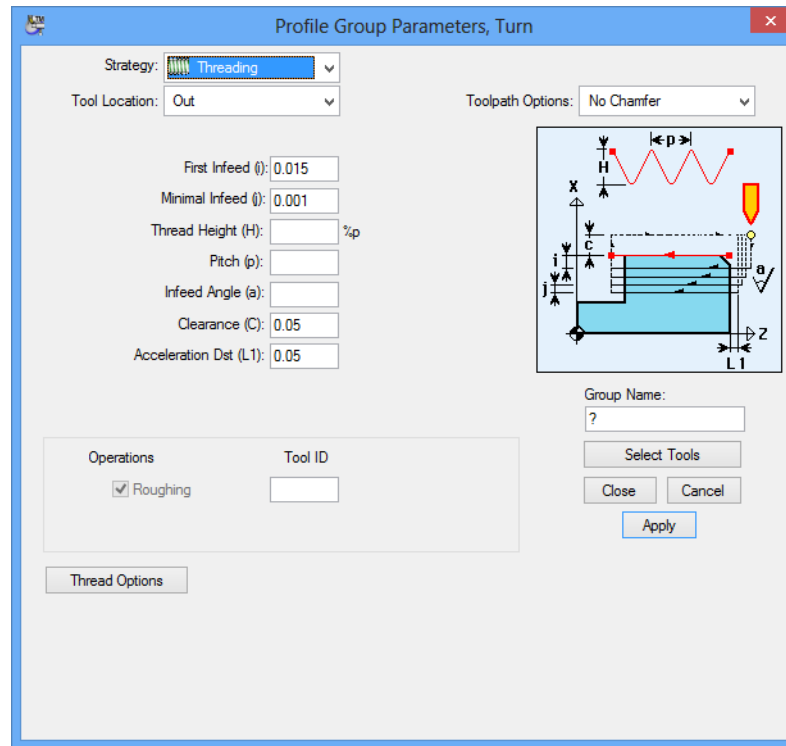 Profile Group Parameters, Turn
Strategy: Threading
Tool Location: Out
Toolpath Options: No Chamfer
First Infeed (i): 0.015
Minimal Infeed (j): 0.001
Thread Height (H): %p
Pitch (p):
Infeed Angle (a):
Clearance (C): 0.05
Acceleration Dst (L1): 0.05
p
H
X
c
i
j
a
Z
L1
Group Name:
?
Operations Tool ID
Select Tools
Roughing
Close Cancel
Apply
Thread Options